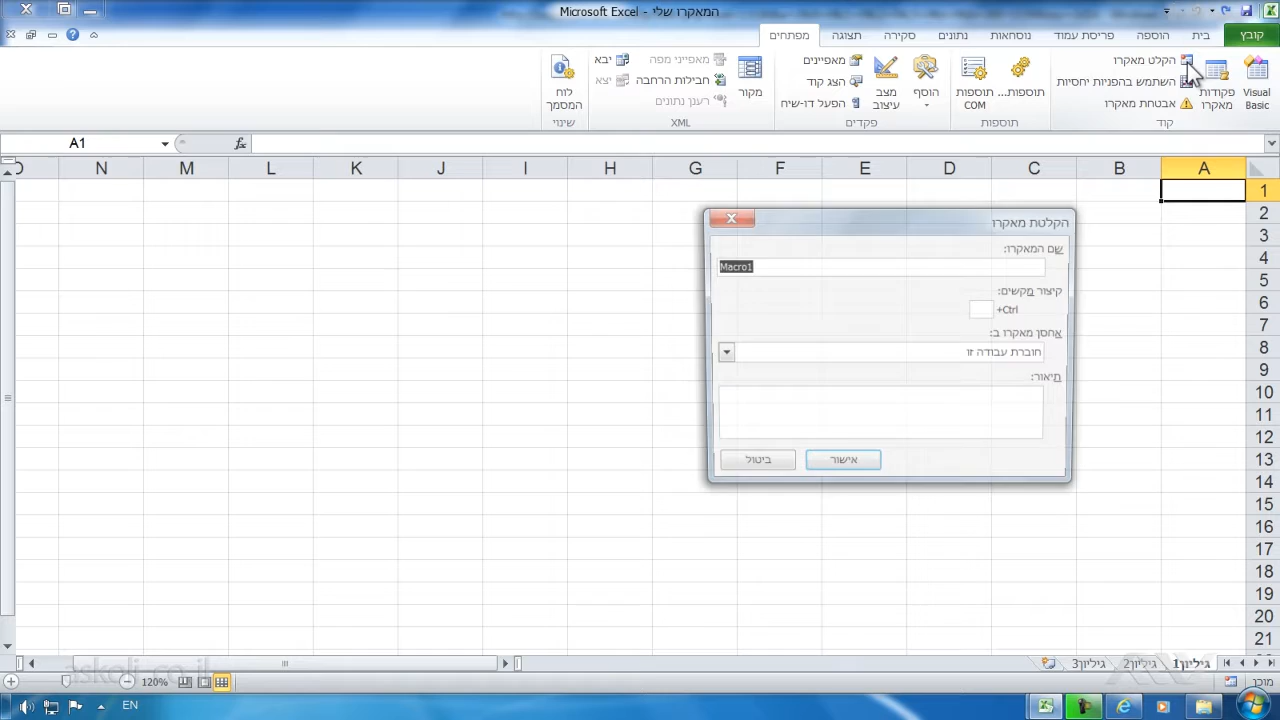 המאקרו שלי - Microsoft Excel
קובץ
בית
הוספה
פריסת עמוד
נוסחאות
נתונים
סקירה
תצוגה
מפתחים
Visual Basic
פקודות מאקרו
הקלט מאקרו
השתמש בהפניות יחסיות
אבטחת מאקרו
קוד
תוספות...
תוספות COM
תוספות
הוסף
מצב עיצוב
מאפיינים
הצג קוד
הפעל דו-שיח
פקדים
מקור
מאפייני מפה
חבילות הרחבה
רענן נתונים
יבא
יצא
XML
לוח המסמך
שינוי
A1
fx
A B C D E F G H I J K L M N O
1
2
3
4
5
6
7
8
9
10
11
12
13
14
15
16
17
18
19
20
21
הקלטת מאקרו
שם המאקרו:
Macro1
קיצור מקשים:
Ctrl+
אחסן מאקרו ב:
חוברת עבודה זו
תיאור:
אישור
ביטול
גיליון1
גיליון2
גיליון3
askeli.co.il
מוכן
120%
EN